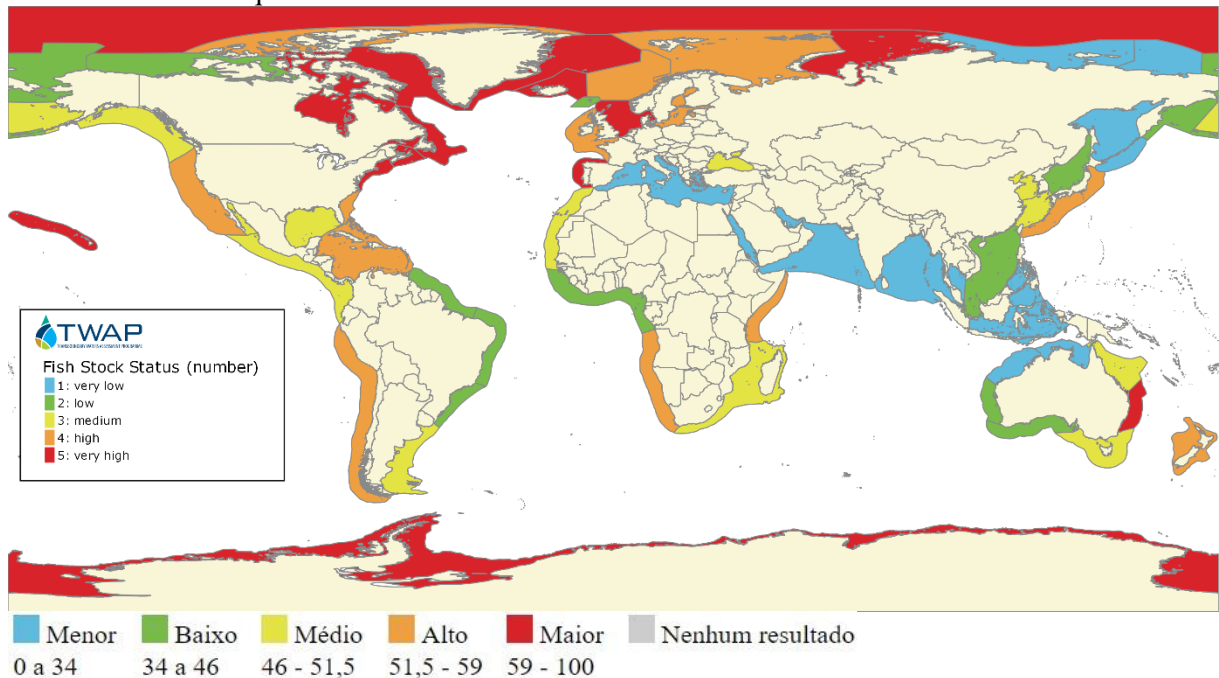 TWAP
Fish Stock Status (number)
1: very low
2: low
3: medium
4: high
5: very high
Menor Baixo Médio Alto Maior Nenhum resultado
0 a 34 34 a 46 46 - 51,5 51,5 - 59 59 - 100